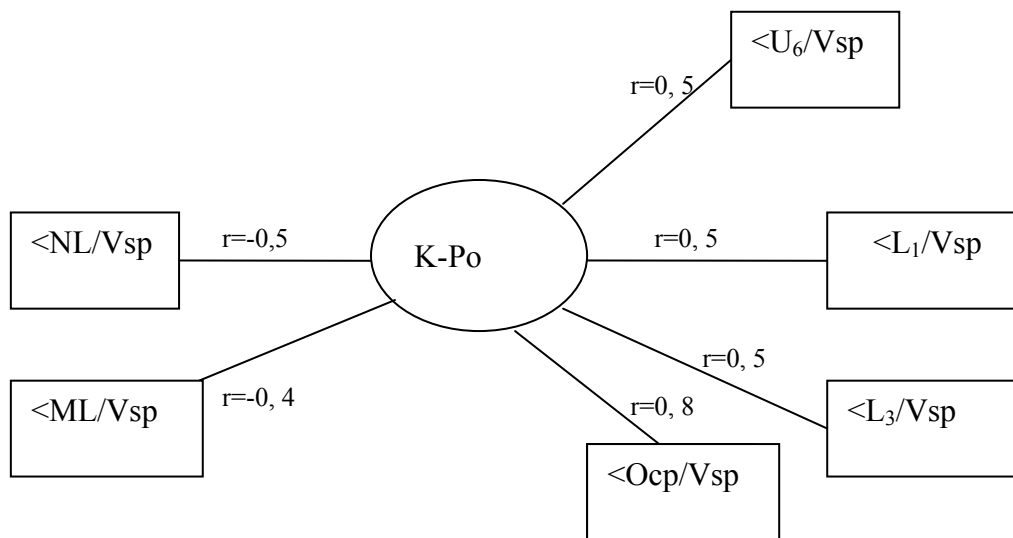 <U₆/Vsp
r=0, 5
<NL/Vsp
r=-0,5
K-Po
r=0, 5
<L₁/Vsp
r=0, 5
<ML/Vsp
r=-0, 4
r=0, 8
<L₃/Vsp
<Ocp/Vsp